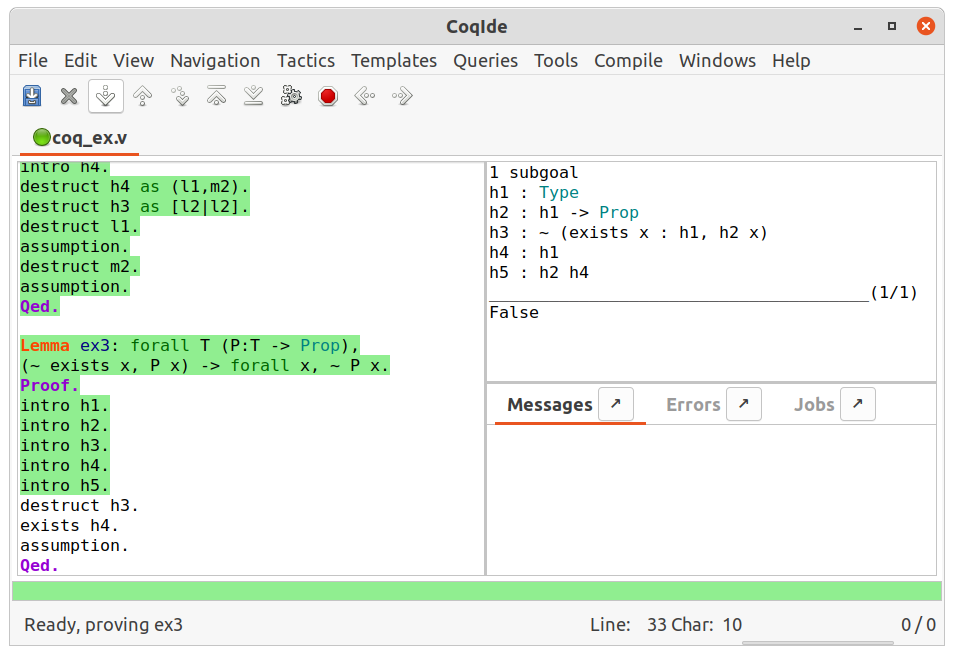 CoqIde
File Edit View Navigation Tactics Templates Queries Tools Compile Windows Help
coq_ex.v
intro h4.
destruct h4 as (l1,m2).
destruct h3 as [l2|l2].
destruct l1.
assumption.
destruct m2.
assumption.
Qed.
Lemma ex3: forall T (P:T -> Prop),
(~ exists x, P x) -> forall x, ~ P x.
Proof.
intro h1.
intro h2.
intro h3.
intro h4.
intro h5.
destruct h3.
exists h4.
assumption.
Qed.
1 subgoal
h1 : Type
h2 : h1 -> Prop
h3 : ~ (exists x : h1, h2 x)
h4 : h1
h5 : h2 h4
______________________________________(1/1)
False
Messages ↗ Errors ↗ Jobs ↗
Ready, proving ex3 Line: 33 Char: 10 0 / 0